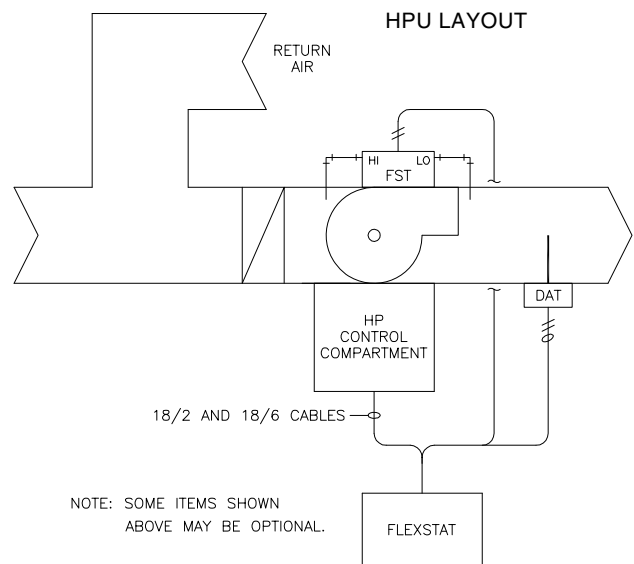 HPU LAYOUT
RETURN
AIR
HI LO
FST
DAT
HP
CONTROL
COMPARTMENT
18/2 AND 18/6 CABLES
NOTE: SOME ITEMS SHOWN
ABOVE MAY BE OPTIONAL.
FLEXSTAT